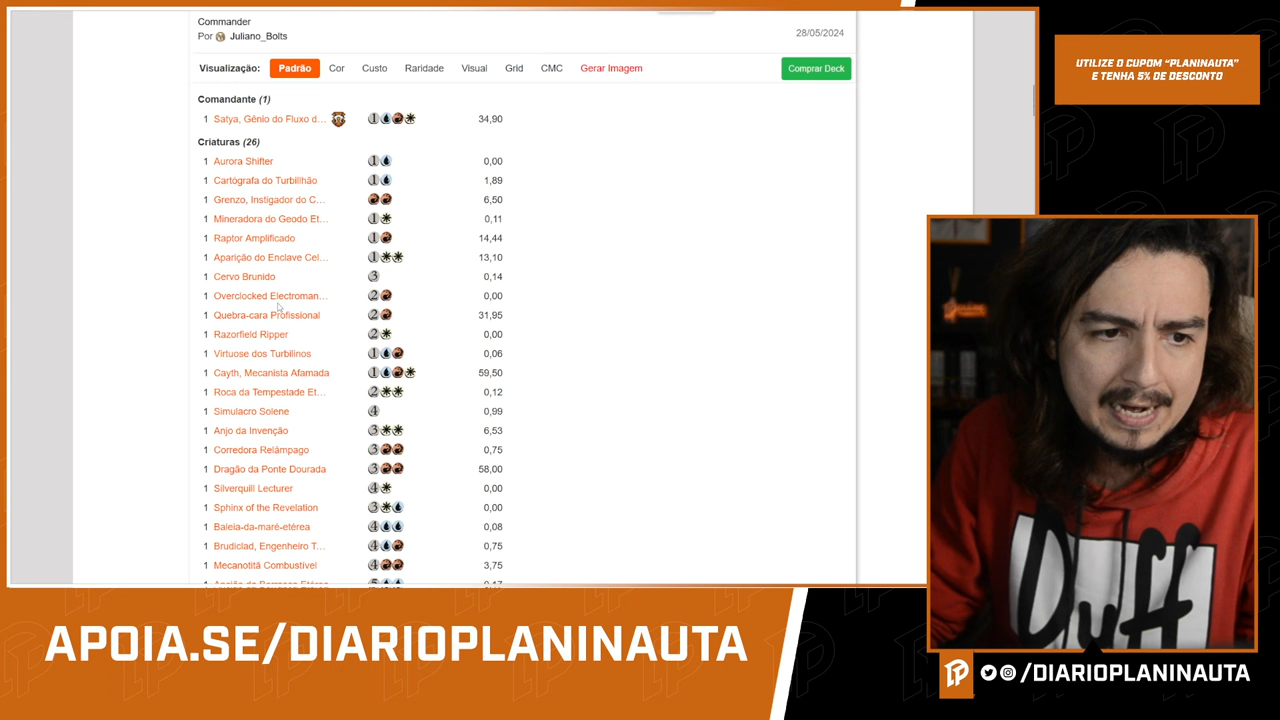 Commander
Por Juliano_Bolts
28/05/2024
Visualização: Padrão Cor Custo Raridade Visual Grid CMC Gerar Imagem Comprar Deck
Comandante (1)
1 Satya, Gênio do Fluxo d... 34,90
Criaturas (26)
1 Aurora Shifter 0,00
1 Cartógrafa do Turbilhão 1,89
1 Grenzo, Instigador do C... 6,50
1 Mineradora do Geodo Et... 0,11
1 Raptor Amplificado 14,44
1 Aparição do Enclave Cel... 13,10
1 Cervo Brunido 0,14
1 Overclocked Electroman... 0,00
1 Quebra-cara Profissional 31,95
1 Razorfield Ripper 0,00
1 Virtuose dos Turbilinos 0,06
1 Cayth, Mecanista Afamada 59,50
1 Roca da Tempestade Et... 0,12
1 Simulacro Solene 0,99
1 Anjo da Invenção 6,53
1 Corredora Relâmpago 0,75
1 Dragão da Ponte Dourada 58,00
1 Silverquill Lecturer 0,00
1 Sphinx of the Revelation 0,00
1 Baleia-da-maré-etérea 0,08
1 Brudiclad, Engenheiro T... 0,75
1 Mecanotitã Combustível 3,75
UTILIZE O CUPOM “PLANINAUTA”
E TENHA 5% DE DESCONTO
DUFF
APOIA.SE/DIARIOPLANINAUTA
/DIARIOPLANINAUTA